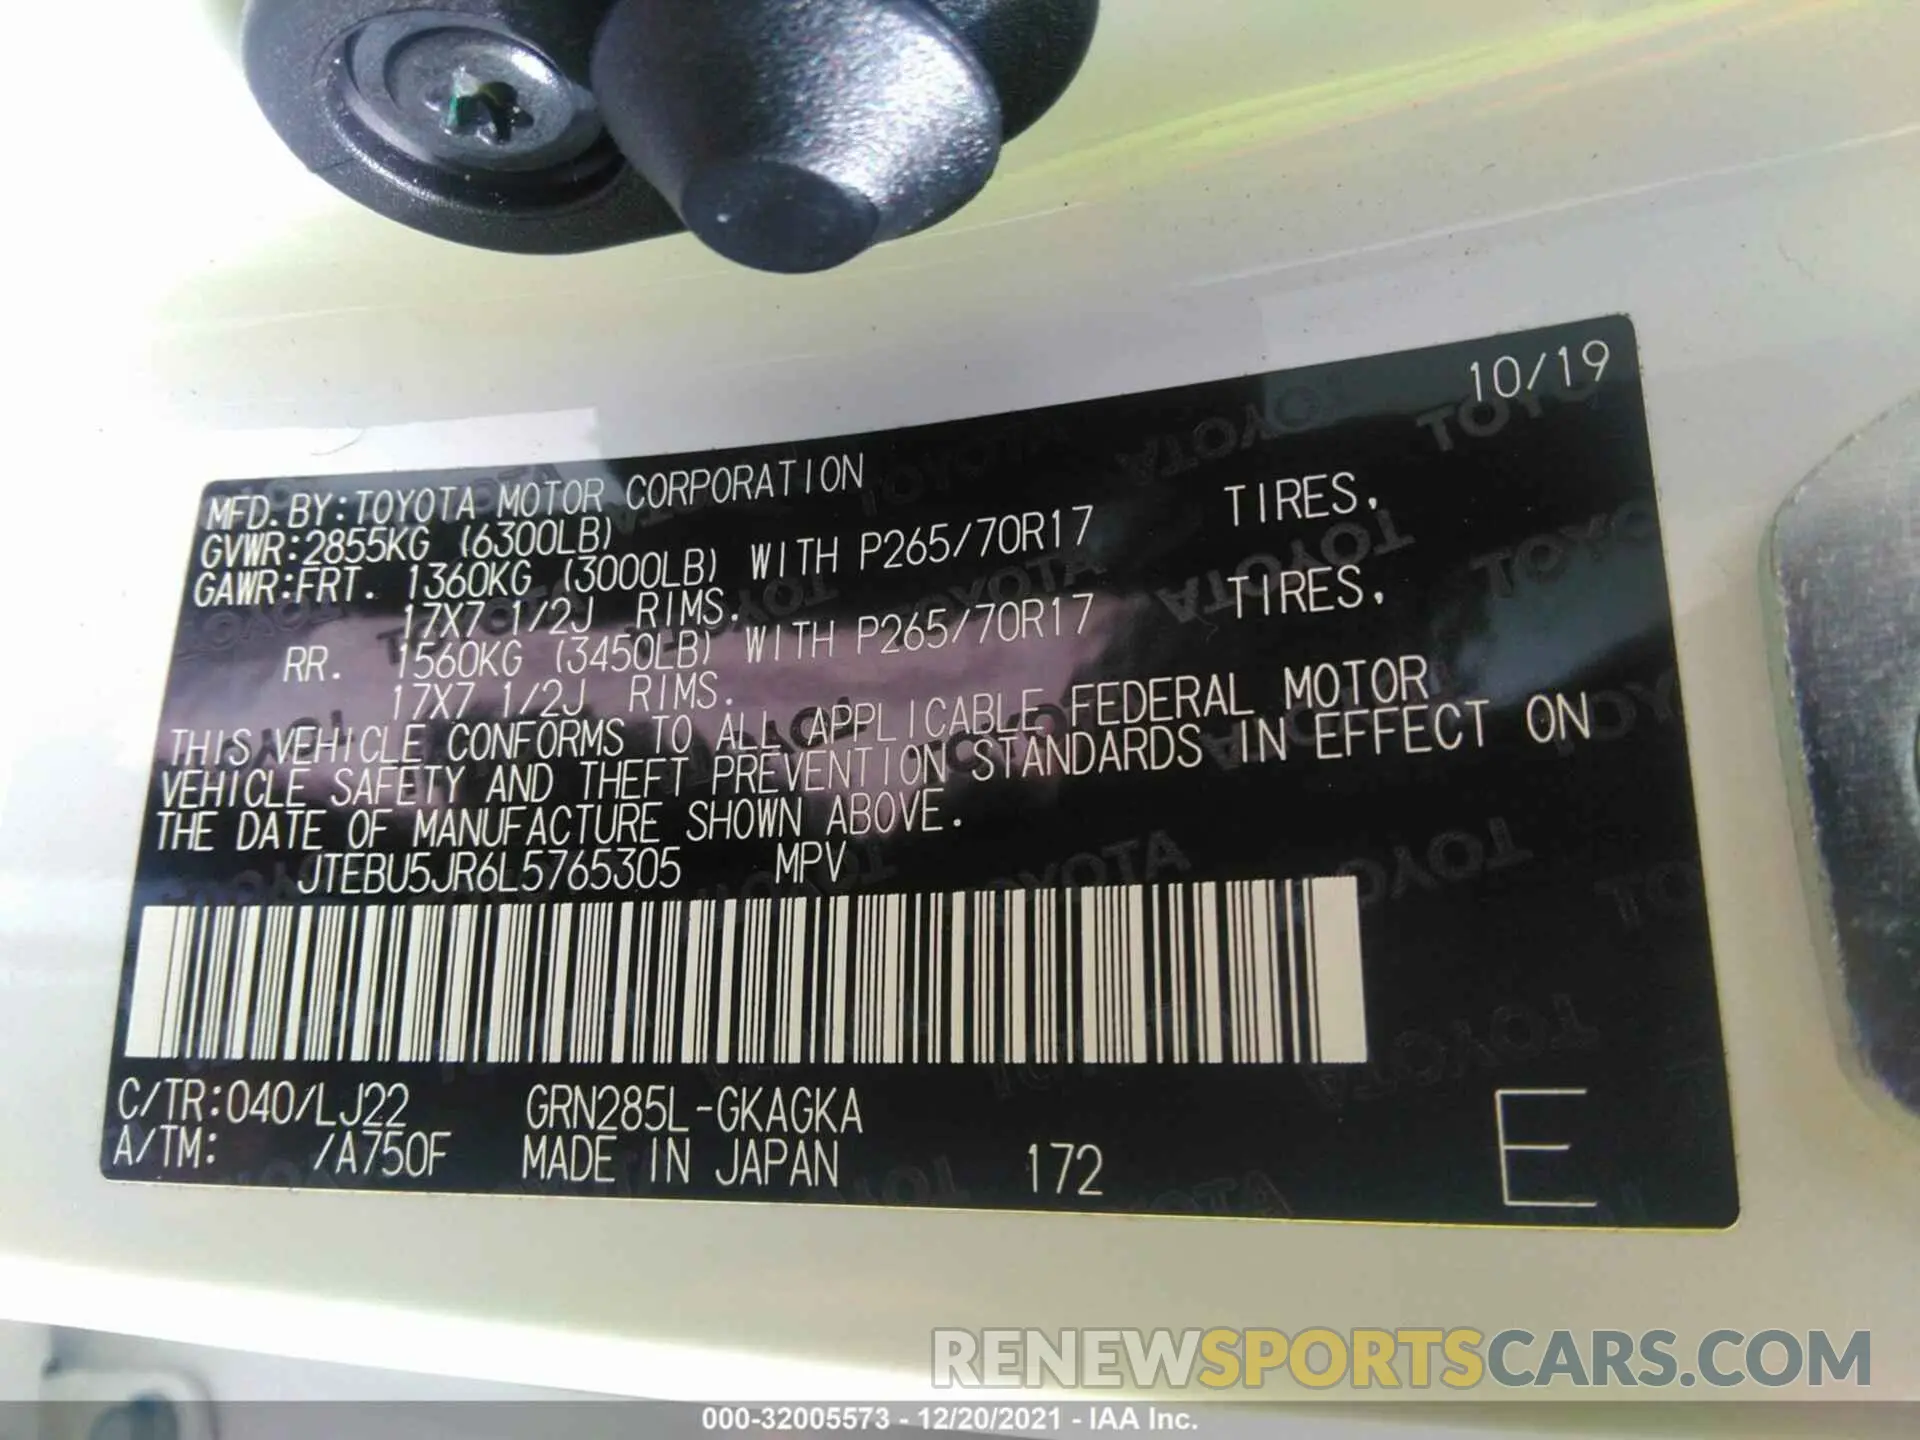 10/19
MFD.BY:TOYOTA MOTOR CORPORATION
GVWR:2855KG (6300LB)
GAWR:FRT. 1360KG (3000LB) WITH P265/70R17 TIRES,
17X7 1/2J RIMS.
RR. 1560KG (3450LB) WITH P265/70R17 TIRES,
17X7 1/2J RIMS.
THIS VEHICLE CONFORMS TO ALL APPLICABLE FEDERAL MOTOR
VEHICLE SAFETY AND THEFT PREVENTION STANDARDS IN EFFECT ON
THE DATE OF MANUFACTURE SHOWN ABOVE.
JTEBU5JR6L5765305 MPV
C/TR:040/LJ22 GRN285L-GKAGKA
A/TM: /A750F MADE IN JAPAN 172 E
RENEWSPORTSCARS.COM
000-32005573 - 12/20/2021 - IAA Inc.